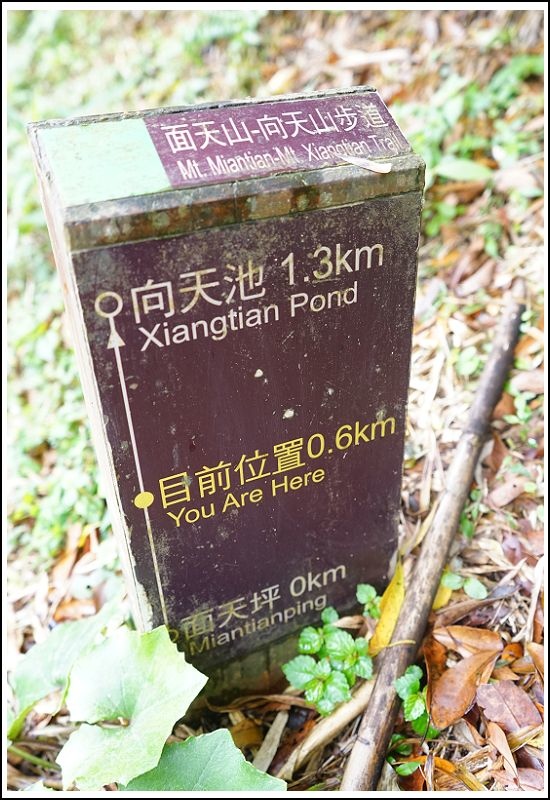 面天山-向天山步道
Mt. Miantian-Mt. Xiangtian Trail
向天池 1.3km
Xiangtian Pond
目前位置0.6km
You Are Here
面天坪 0km
Miantianping